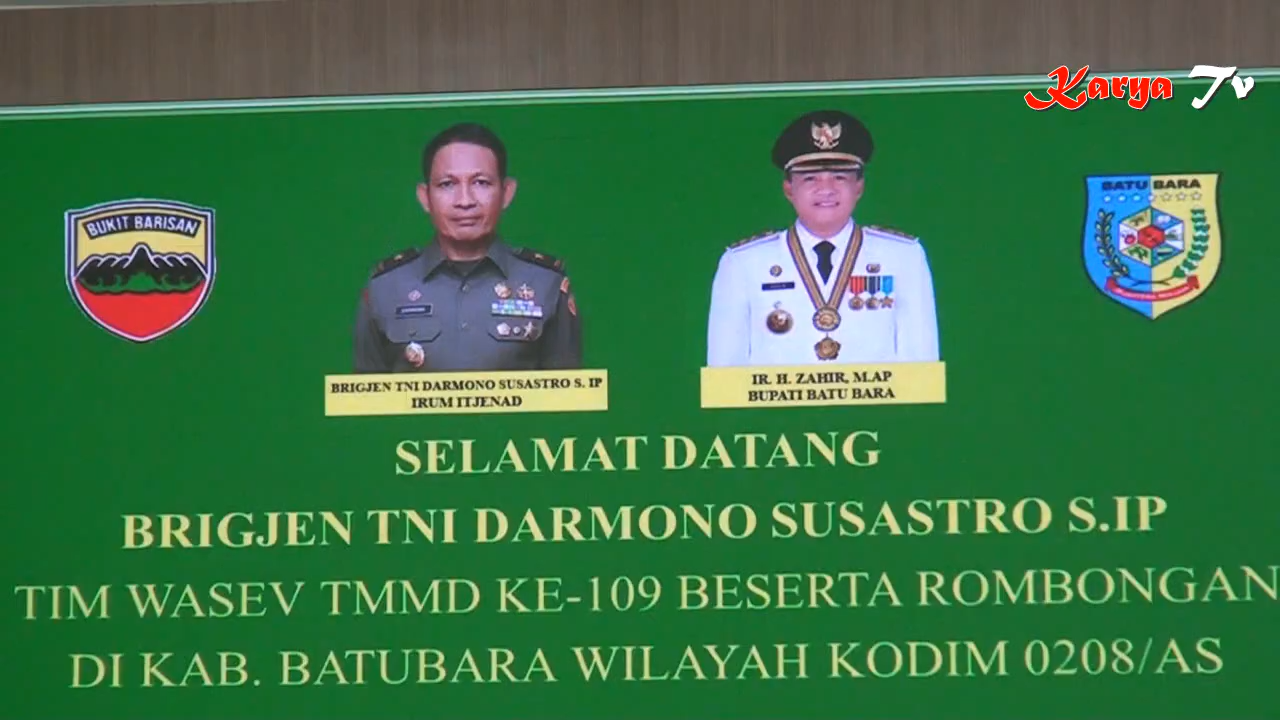 Karya Tv
BUKIT BARISAN
BATU BARA
BRIGJEN TNI DARMONO SUSASTRO S. IP
IRUM ITJENAD
IR. H. ZAHIR, M.AP
BUPATI BATU BARA
SELAMAT DATANG
BRIGJEN TNI DARMONO SUSASTRO S.IP
TIM WASEV TMMD KE-109 BESERTA ROMBONGAN
DI KAB. BATUBARA WILAYAH KODIM 0208/AS